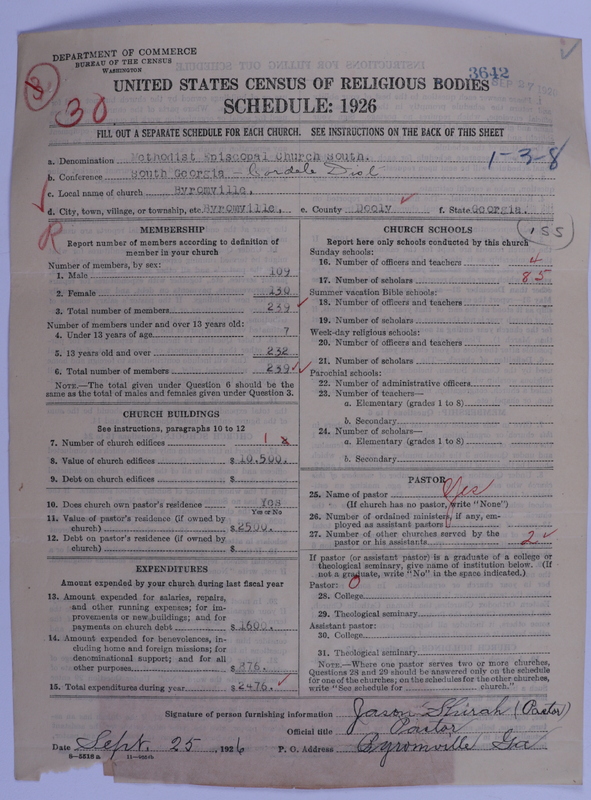 DEPARTMENT OF COMMERCE
BUREAU OF THE CENSUS
WASHINGTON
8
30
3642
SEP 27 192
UNITED STATES CENSUS OF RELIGIOUS BODIES
SCHEDULE: 1926
FILL OUT A SEPARATE SCHEDULE FOR EACH CHURCH. SEE INSTRUCTIONS ON THE BACK OF THIS SHEET
a. Denomination Methodist Episcopal Church South.
1-3-8
b. Conference South Georgia - Cordele Dist
c. Local name of church Byromville,
d. City, town, village, or township, etc. Byromville, e. County Dooly f. State Georgia.
155
R
MEMBERSHIP
Report number of members according to definition of
member in your church
Number of members, by sex:
1. Male 109
2. Female 130
3. Total number of members 239
Number of members under and over 13 years old:
4. Under 13 years of age 7
5. 13 years old and over 232
6. Total number of members 239
NOTE.—The total given under Question 6 should be the
same as the total of males and females given under Question 3.
CHURCH BUILDINGS
See instructions, paragraphs 10 to 12
7. Number of church edifices 1
8. Value of church edifices $10,500.
9. Debt on church edifices $
10. Does church own pastor's residence? Yes
Yes or No
11. Value of pastor's residence (if owned by
church) $2500.
12. Debt on pastor's residence (if owned by
church) $
EXPENDITURES
Amount expended by your church during last fiscal year
13. Amount expended for salaries, repairs,
and other running expenses; for im-
provements or new buildings; and for
payments on church debt $1600.
14. Amount expended for benevolences, in-
cluding home and foreign missions; for
denominational support; and for all
other purposes $876.
15. Total expenditures during year $2476.
CHURCH SCHOOLS
Report here only schools conducted by this church
Sunday schools:
16. Number of officers and teachers 4
17. Number of scholars 85
Summer vacation Bible schools:
18. Number of officers and teachers
19. Number of scholars
Week-day religious schools:
20. Number of officers and teachers
21. Number of scholars
Parochial schools:
22. Number of administrative officers
23. Number of teachers—
a. Elementary (grades 1 to 8)
b. Secondary
24. Number of scholars—
a. Elementary (grades 1 to 8)
b. Secondary
PASTOR
25. Name of pastor Yes
(If church has no pastor, write "None")
26. Number of ordained ministers, if any, em-
ployed as assistant pastors
27. Number of other churches served by the
pastor or his assistants 2
If pastor (or assistant pastor) is a graduate of a college or
theological seminary, give name of institution below. (If
not a graduate, write "No" in the space indicated.)
Pastor: 0
28. College
29. Theological seminary
Assistant pastor:
30. College
31. Theological seminary
NOTE.—Where one pastor serves two or more churches,
Questions 28 and 29 should be answered only on the schedule
for one of the churches; on the schedules for the other churches,
write "See schedule for church."
Signature of person furnishing information Jason Shirah (Pastor)
Official title Pastor
Date Sept. 25, 1926 P. O. Address Byromville Ga
8-5518 a